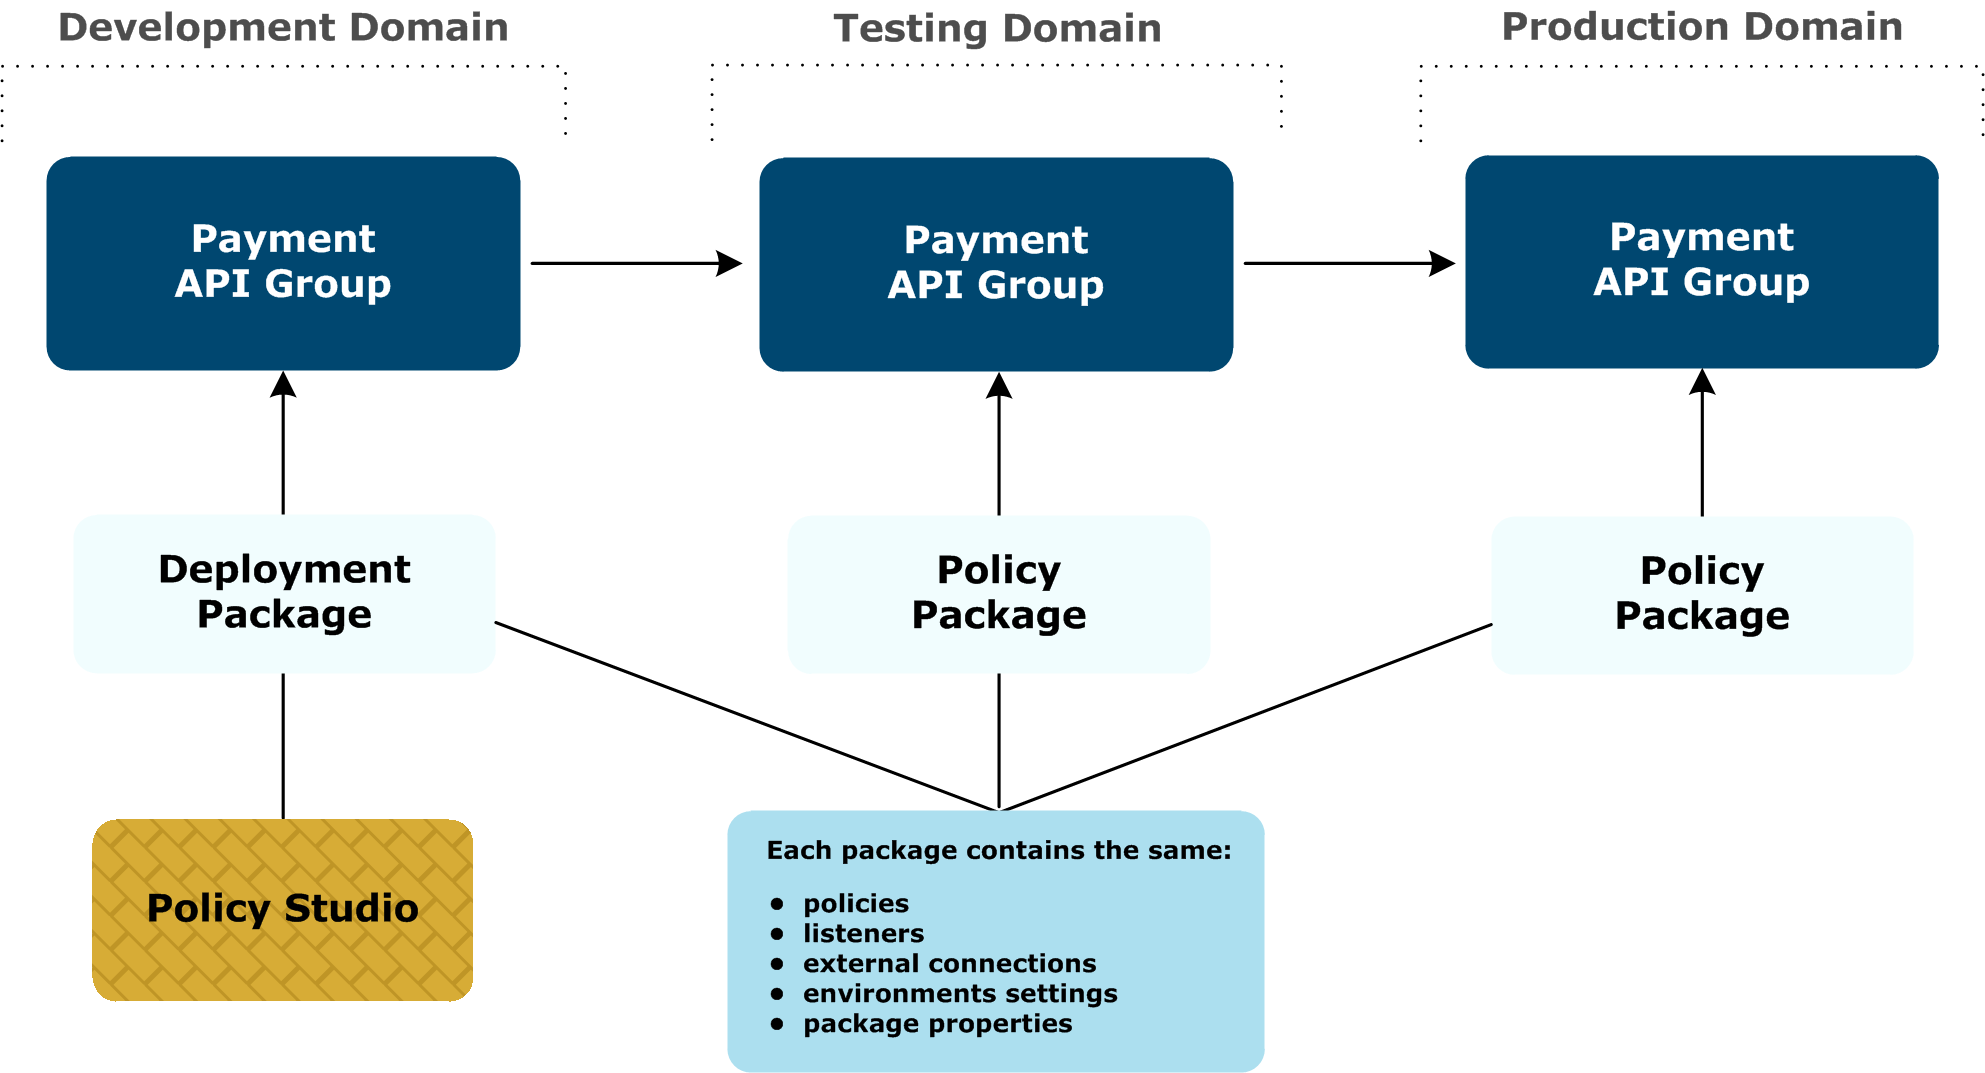 Development Domain
Testing Domain
Production Domain
Payment
API Group
Payment
API Group
Payment
API Group
Deployment
Package
Policy
Package
Policy
Package
Policy Studio
Each package contains the same:
● policies
● listeners
● external connections
● environments settings
● package properties